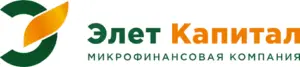 Элет Капитал
МИКРОФИНАНСОВАЯ КОМПАНИЯ